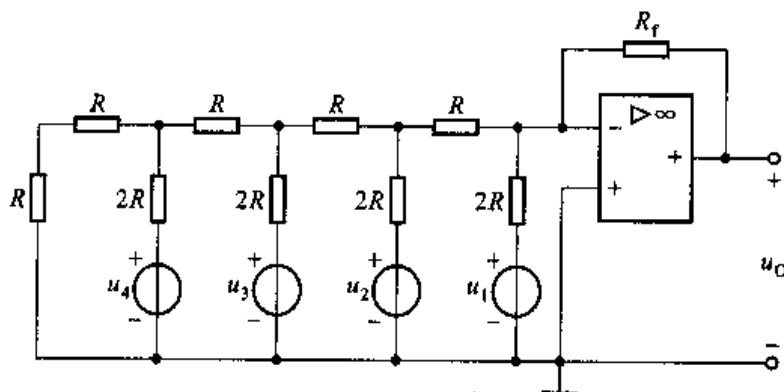 R_f
R R R R
▷ ∞
−
+
+
+
R 2R 2R 2R 2R
+ + + +
u_4 u_3 u_2 u_1
u_O
− − − −
−